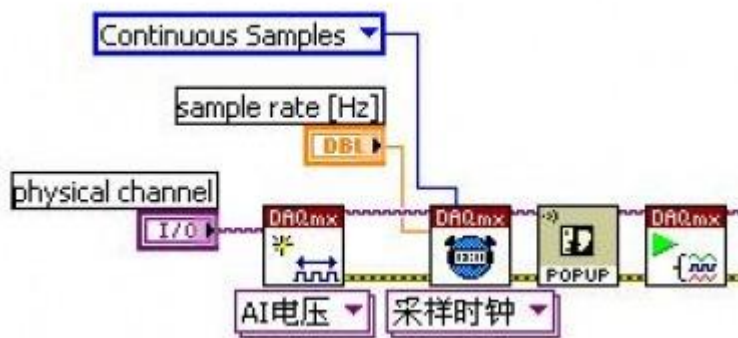 Continuous Samples
sample rate [Hz]
DBL
physical channel
I/O
DAQmx
DAQmx
POPUP
DAQmx
AI电压
采样时钟